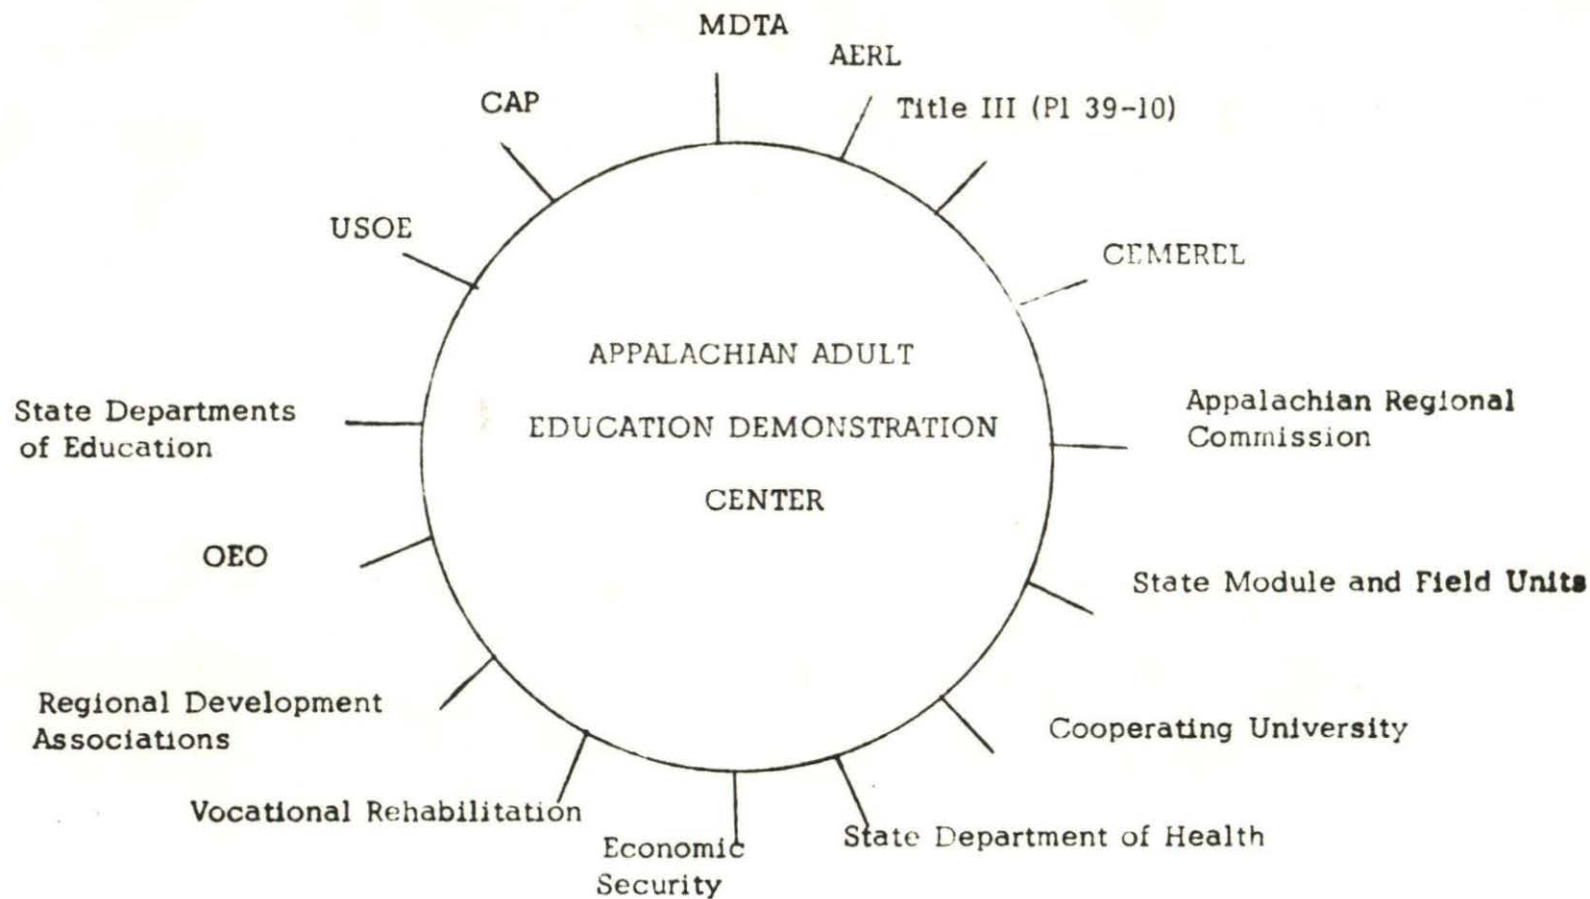 MDTA
AERL
CAP
Title III (Pl 39-10)
USOE
CEMEREL
APPALACHIAN ADULT
EDUCATION DEMONSTRATION
CENTER
State Departments
of Education
Appalachian Regional
Commission
OEO
State Module and Field Units
Regional Development
Associations
Cooperating University
Vocational Rehabilitation
Economic
Security
State Department of Health